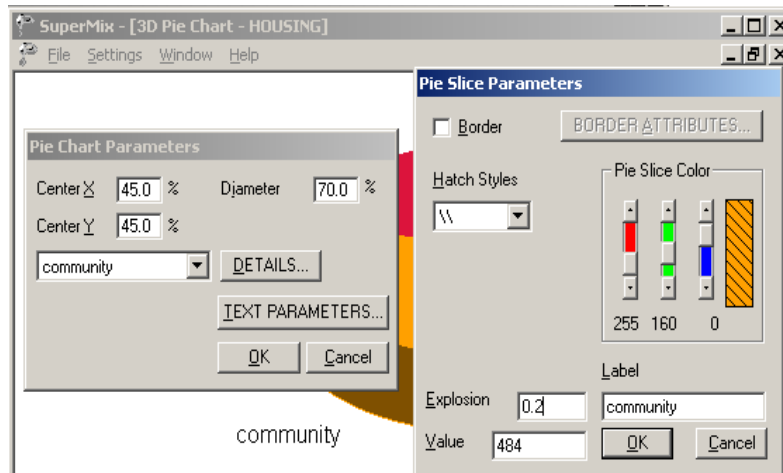 SuperMix - [3D Pie Chart - HOUSING]
File Settings Window Help
Pie Chart Parameters
Center X 45.0 % Diameter 70.0 %
Center Y 45.0 %
community DETAILS...
TEXT PARAMETERS...
OK Cancel
community
Pie Slice Parameters
Border BORDER ATTRIBUTES...
Hatch Styles
\\
Pie Slice Color
255 160 0
Label
Explosion 0.2 community
Value 484 OK Cancel